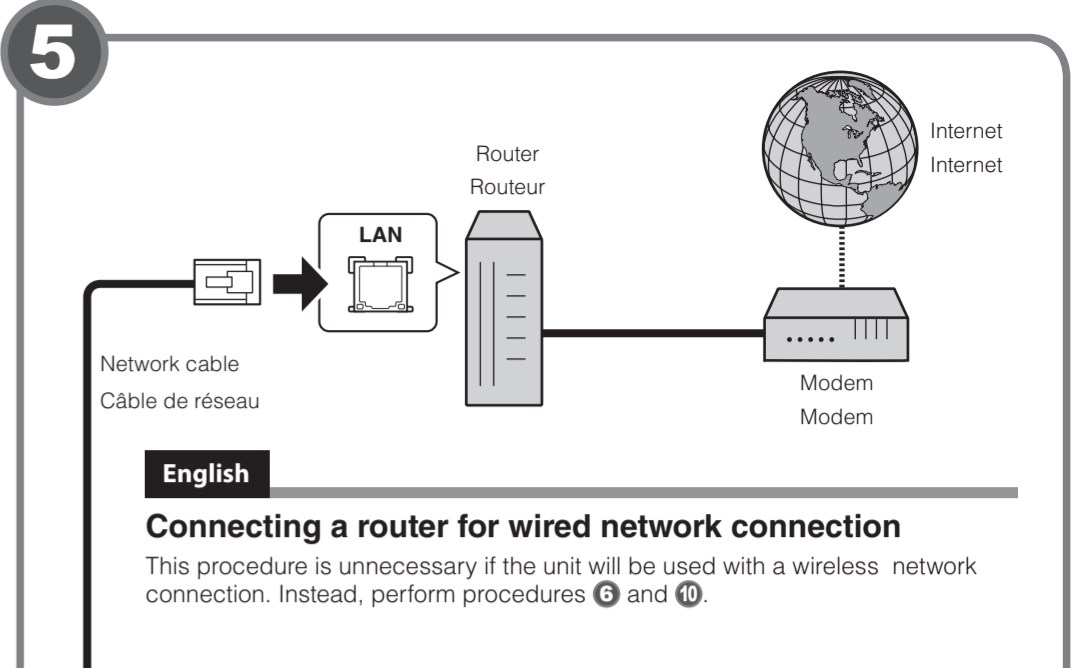 5
Internet
Internet
Router
Routeur
LAN
Network cable
Câble de réseau
Modem
Modem
English
Connecting a router for wired network connection
This procedure is unnecessary if the unit will be used with a wireless network
connection. Instead, perform procedures 6 and 10.